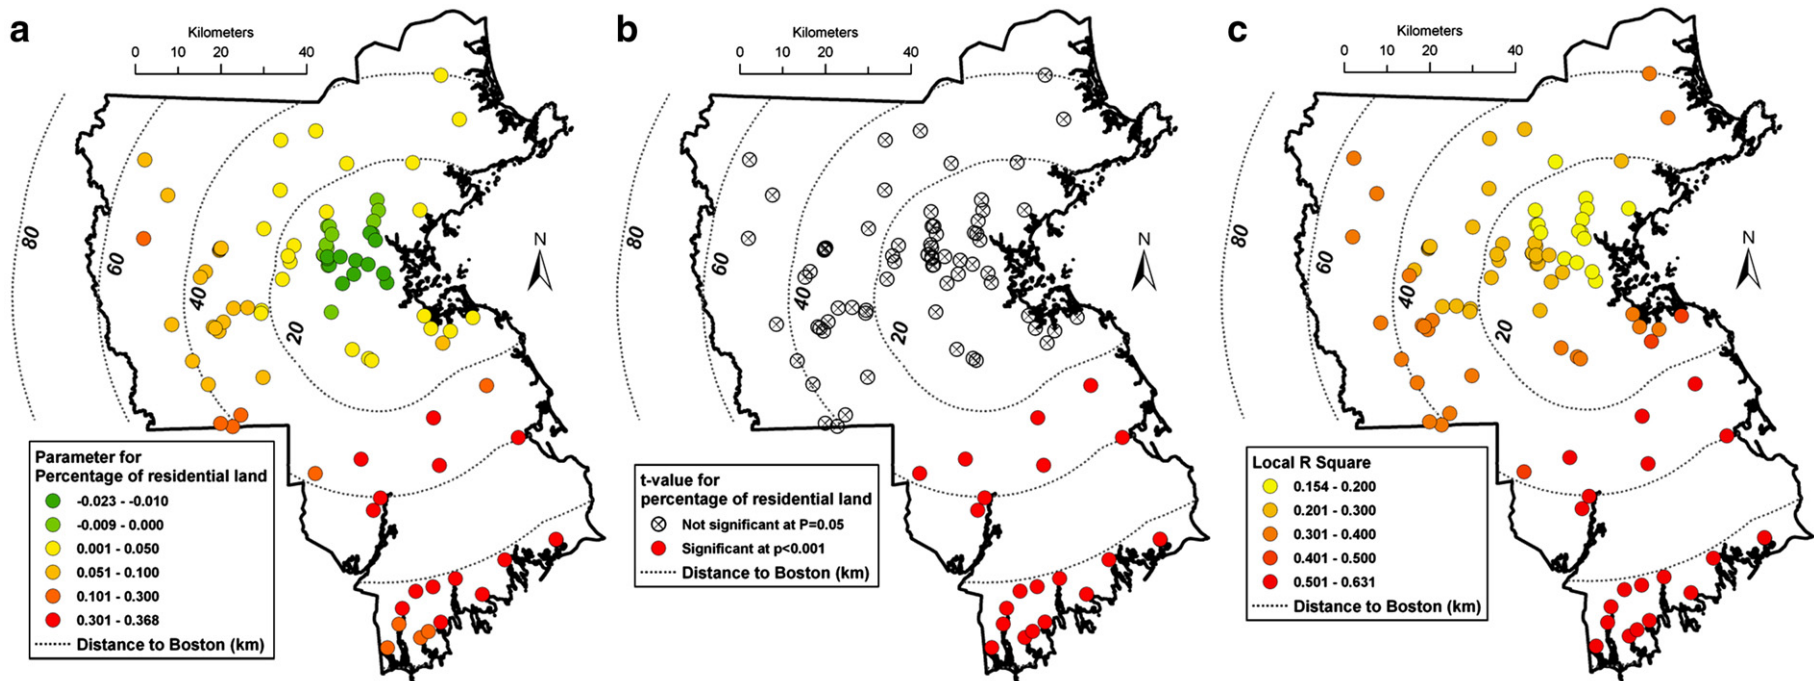 a
Kilometers
0 10 20 40
80
60
40
20
N
Parameter for
Percentage of residential land
-0.023 - -0.010
-0.009 - 0.000
0.001 - 0.050
0.051 - 0.100
0.101 - 0.300
0.301 - 0.368
Distance to Boston (km)
b
Kilometers
0 10 20 40
80
60
40
20
N
t-value for
percentage of residential land
Not significant at P=0.05
Significant at p<0.001
Distance to Boston (km)
c
Kilometers
0 10 20 40
80
60
40
20
N
Local R Square
0.154 - 0.200
0.201 - 0.300
0.301 - 0.400
0.401 - 0.500
0.501 - 0.631
Distance to Boston (km)